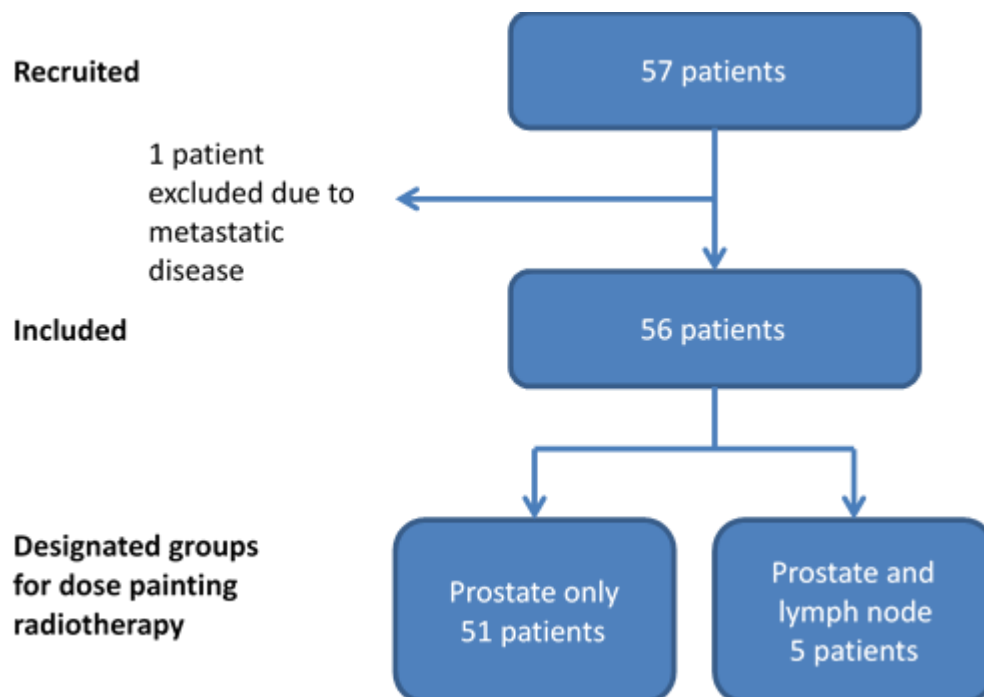 Recruited
57 patients
1 patient
excluded due to
metastatic
disease
Included
56 patients
Designated groups
for dose painting
radiotherapy
Prostate only
51 patients
Prostate and
lymph node
5 patients